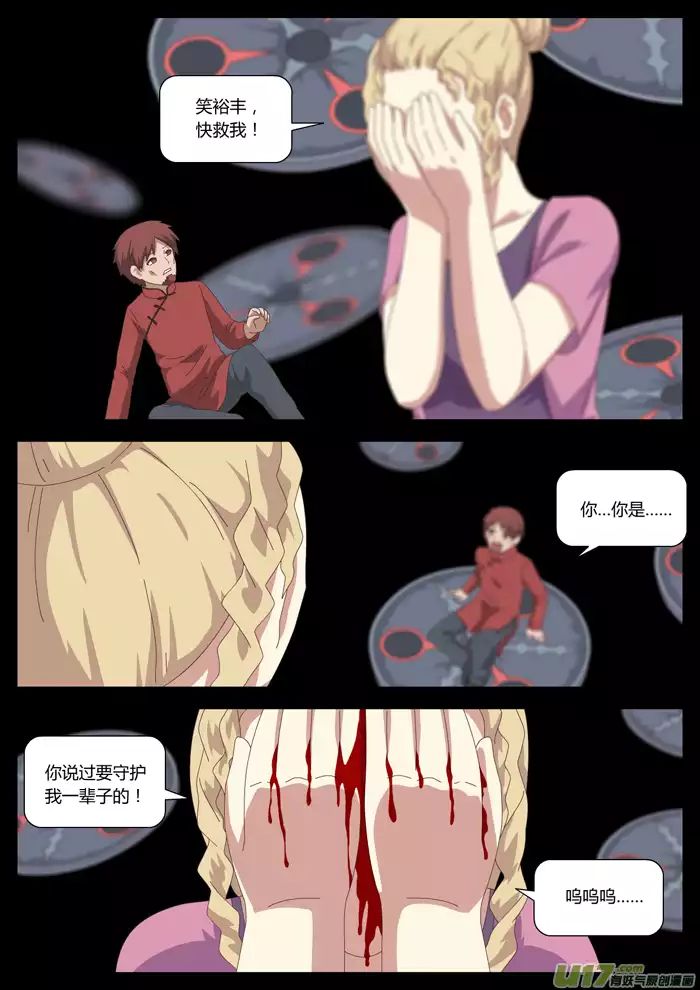 笑裕丰，
快救我！
你...你是......
你说过要守护
我一辈子的！
呜呜呜......
U17.com
有妖气原创漫画